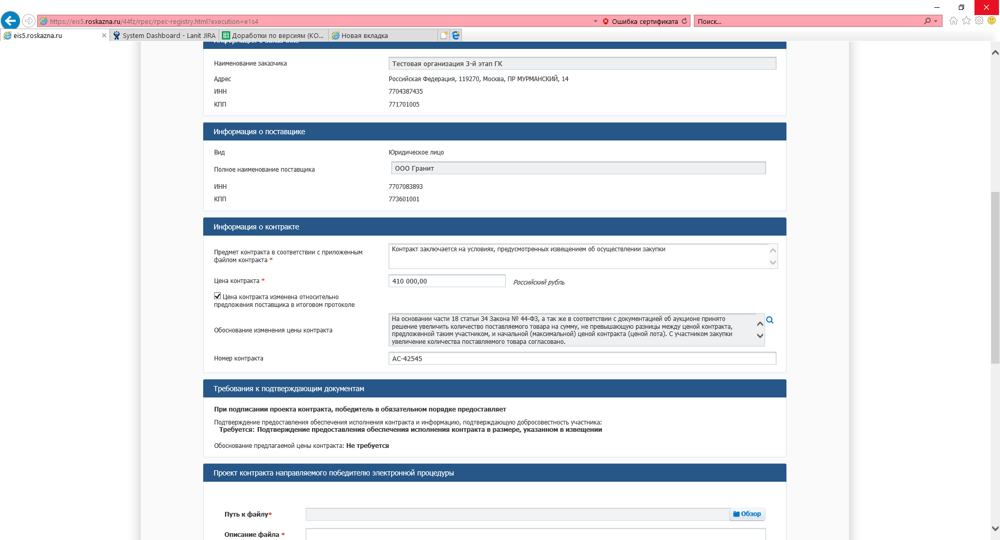 https://eis5.roskazna.ru/44fz/rpec/rpec-registry.html?execution=e1s4
Ошибка сертификата
Поиск...
eis5.roskazna.ru
System Dashboard - Lanit JIRA
Доработки по версиям (КО...
Новая вкладка
Информация о заказчике
Наименование заказчика
Тестовая организация 3-й этап ГК
Адрес
Российская Федерация, 119270, Москва, ПР МУРМАНСКИЙ, 14
ИНН
7704387435
КПП
771701005
Информация о поставщике
Вид
Юридическое лицо
Полное наименование поставщика
ООО Гранит
ИНН
7707083893
КПП
773601001
Информация о контракте
Предмет контракта в соответствии с приложенным
файлом контракта *
Контракт заключается на условиях, предусмотренных извещением об осуществлении закупки
Цена контракта *
410 000,00
Российский рубль
Цена контракта изменена относительно
предложения поставщика в итоговом протоколе
Обоснование изменения цены контракта
На основании части 18 статьи 34 Закона № 44-ФЗ, а так же в соответствии с документацией об аукционе принято
решение увеличить количество поставляемого товара на сумму, не превышающую разницы между ценой контракта,
предложенной таким участником, и начальной (максимальной) ценой контракта (ценой лота). С участником закупки
увеличение количества поставляемого товара согласовано.
Номер контракта
АС-42545
Требования к подтверждающим документам
При подписании проекта контракта, победитель в обязательном порядке предоставляет
Подтверждение предоставления обеспечения исполнения контракта и информацию, подтверждающую добросовестность участника:
Требуется: Подтверждение предоставления обеспечения исполнения контракта в размере, указанном в извещении
Обоснование предлагаемой цены контракта: Не требуется
Проект контракта направляемого победителю электронной процедуры
Путь к файлу*
Обзор
Описание файла *